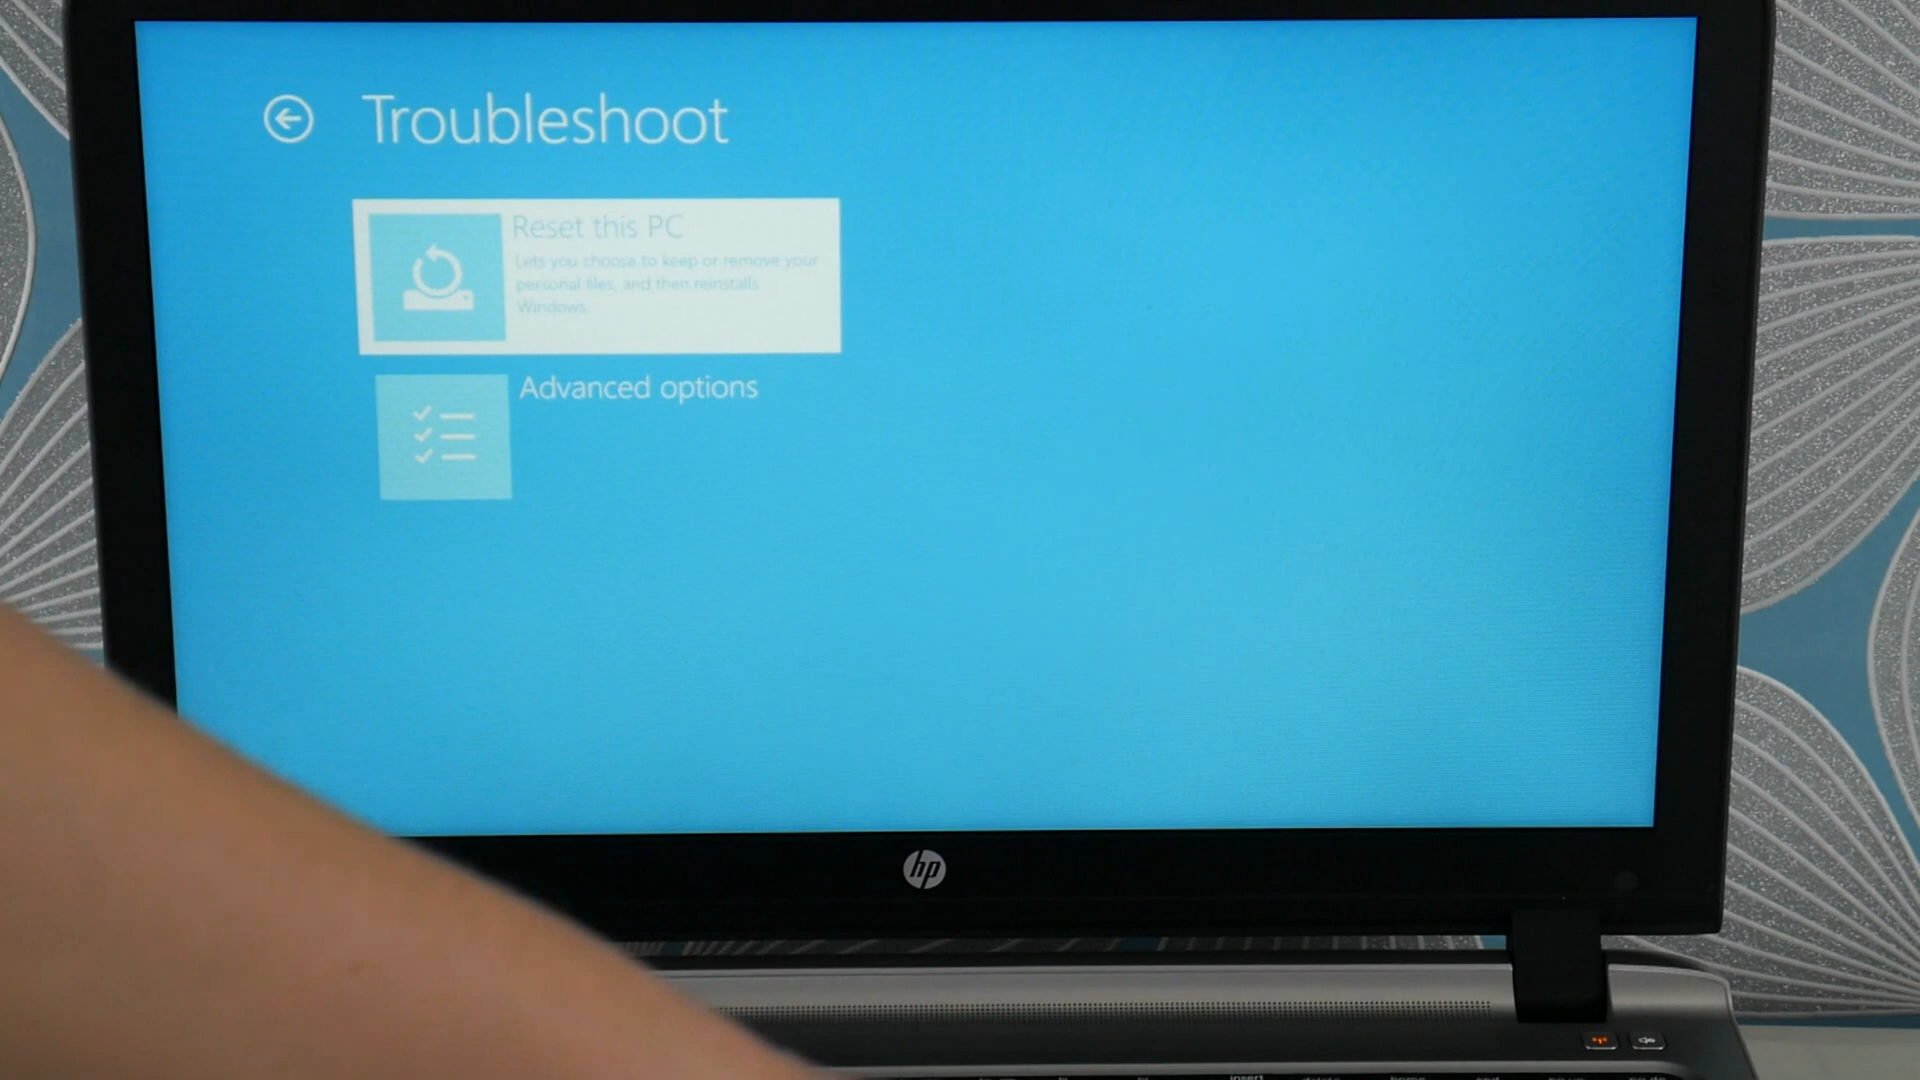 Troubleshoot
Reset this PC
Lets you choose to keep or remove your
personal files, and then reinstalls
Windows.
Advanced options
hp
insert